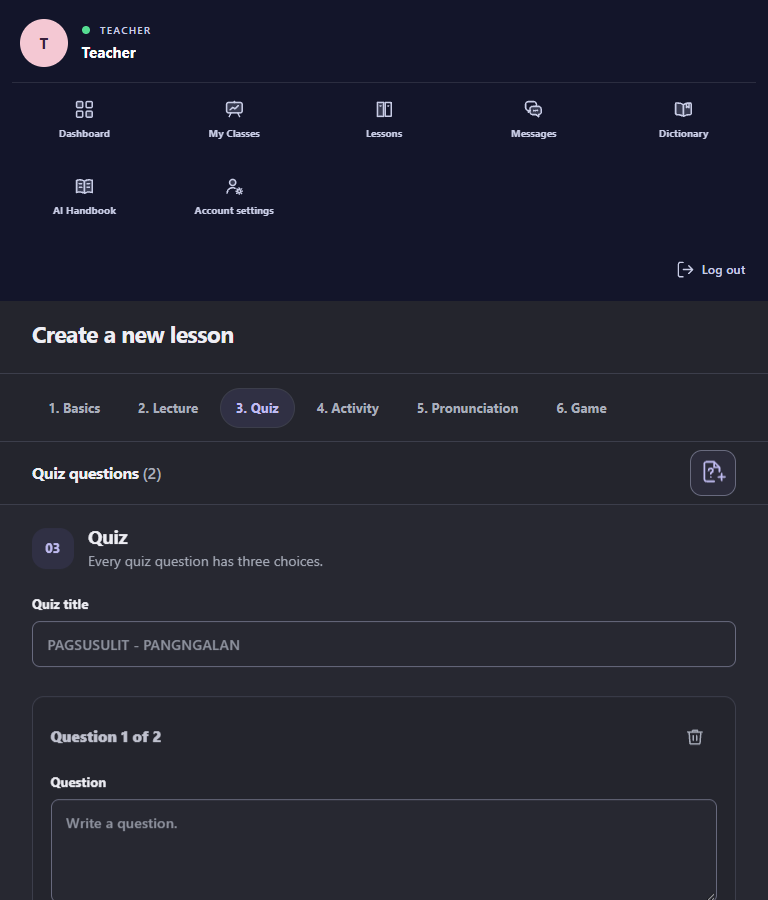 T
TEACHER
Teacher
Dashboard
My Classes
Lessons
Messages
Dictionary
AI Handbook
Account settings
Log out
Create a new lesson
1. Basics
2. Lecture
3. Quiz
4. Activity
5. Pronunciation
6. Game
Quiz questions (2)
03
Quiz
Every quiz question has three choices.
Quiz title
PAGSUSULIT - PANGNGALAN
Question 1 of 2
Question
Write a question.